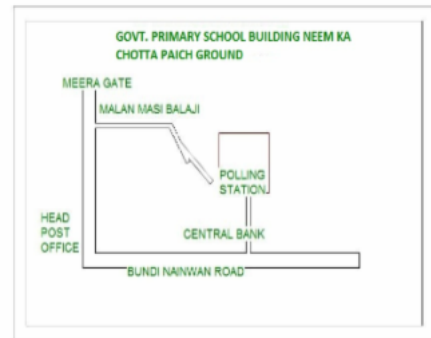 GOVT. PRIMARY SCHOOL BUILDING NEEM KA
CHOTTA PAICH GROUND
MEERA GATE
MALAN MASI BALAJI
POLLING
STATION
HEAD
POST
OFFICE
CENTRAL BANK
BUNDI NAINWAN ROAD